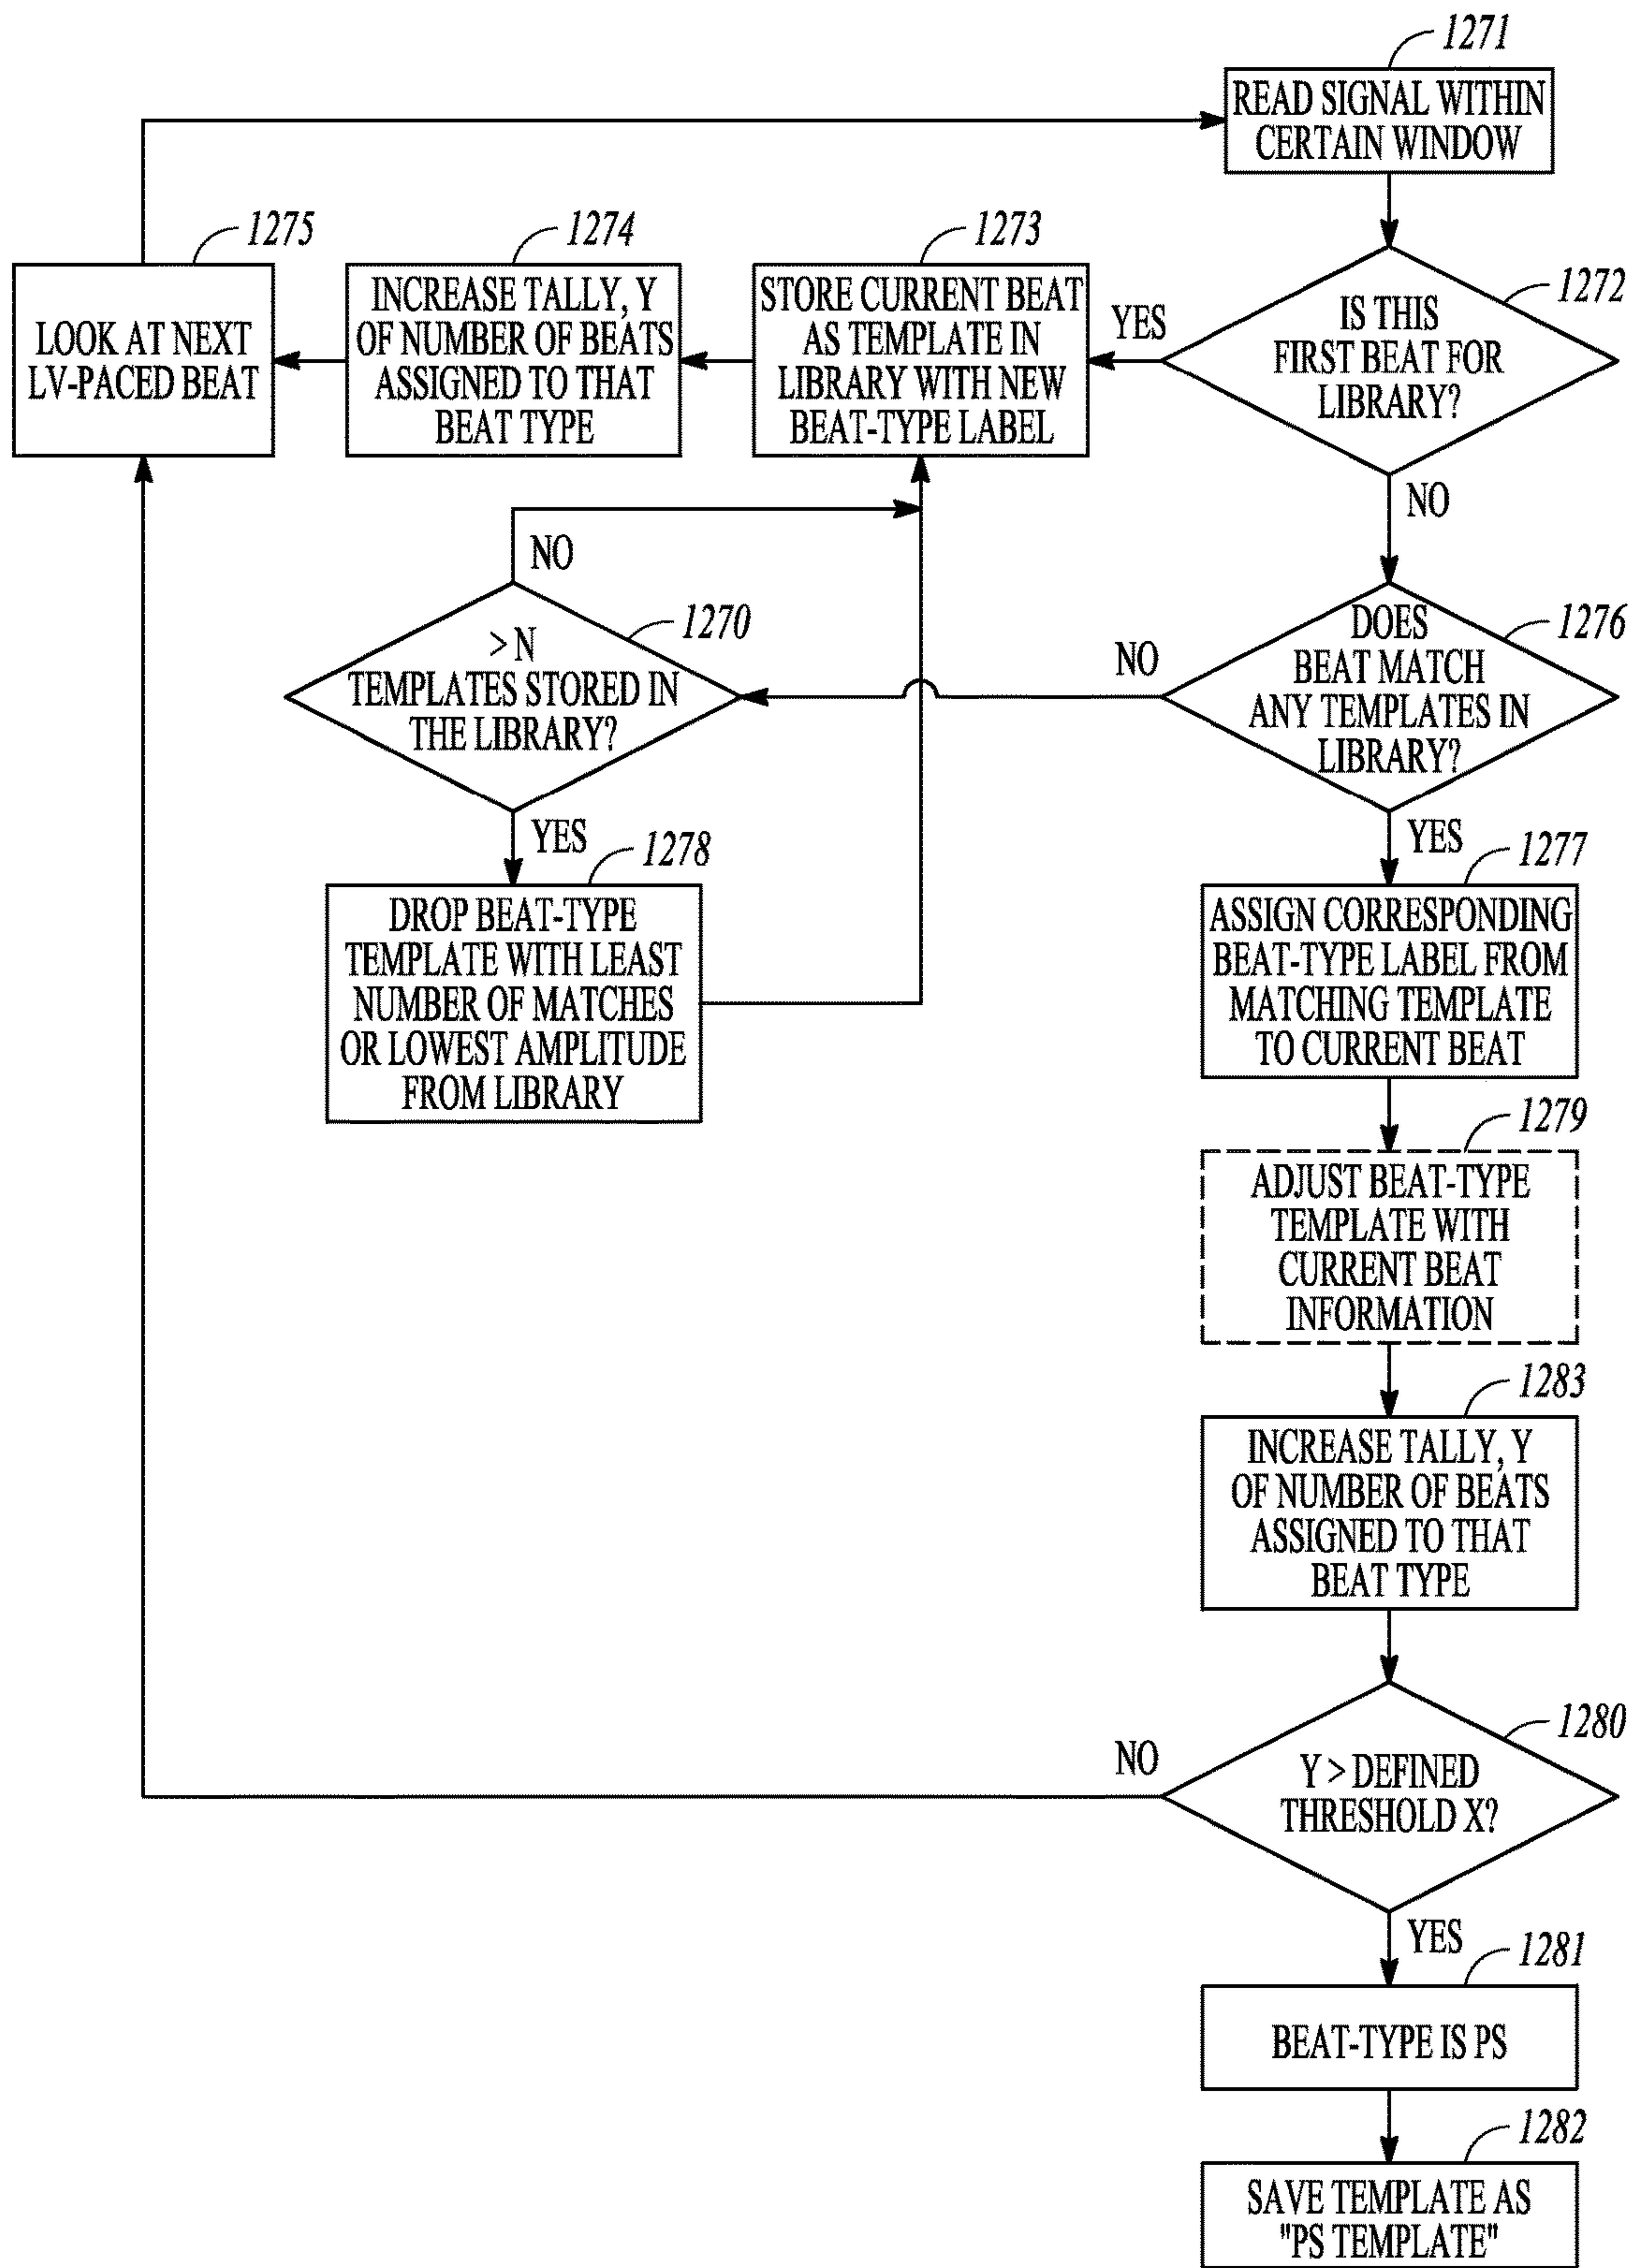 1271
READ SIGNAL WITHIN
CERTAIN WINDOW
1275
LOOK AT NEXT
LV-PACED BEAT
1274
INCREASE TALLY, Y
OF NUMBER OF BEATS
ASSIGNED TO THAT
BEAT TYPE
1273
STORE CURRENT BEAT
AS TEMPLATE IN
LIBRARY WITH NEW
BEAT-TYPE LABEL
YES
1272
IS THIS
FIRST BEAT FOR
LIBRARY?
NO
NO
1270
> N
TEMPLATES STORED IN
THE LIBRARY?
NO
1276
DOES
BEAT MATCH
ANY TEMPLATES IN
LIBRARY?
YES
1278
DROP BEAT-TYPE
TEMPLATE WITH LEAST
NUMBER OF MATCHES
OR LOWEST AMPLITUDE
FROM LIBRARY
YES
1277
ASSIGN CORRESPONDING
BEAT-TYPE LABEL FROM
MATCHING TEMPLATE
TO CURRENT BEAT
1279
ADJUST BEAT-TYPE
TEMPLATE WITH
CURRENT BEAT
INFORMATION
1283
INCREASE TALLY, Y
OF NUMBER OF BEATS
ASSIGNED TO THAT
BEAT TYPE
NO
1280
Y > DEFINED
THRESHOLD X?
YES
1281
BEAT-TYPE IS PS
1282
SAVE TEMPLATE AS
"PS TEMPLATE"